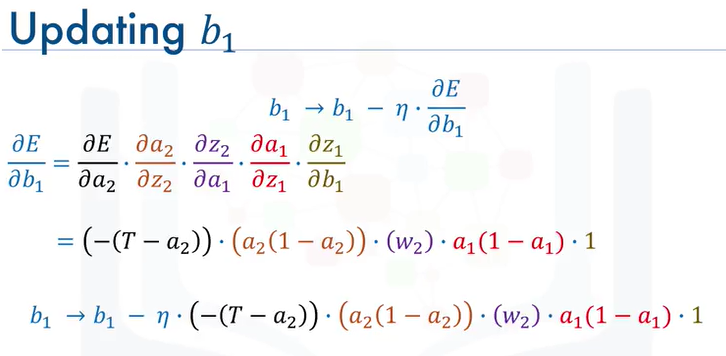 Updating b₁
b₁ → b₁ − η · ∂E/∂b₁
∂E/∂b₁ = ∂E/∂a₂ · ∂a₂/∂z₂ · ∂z₂/∂a₁ · ∂a₁/∂z₁ · ∂z₁/∂b₁
= (−(T − a₂)) · (a₂(1 − a₂)) · (w₂) · a₁(1 − a₁) · 1
b₁ → b₁ − η · (−(T − a₂)) · (a₂(1 − a₂)) · (w₂) · a₁(1 − a₁) · 1